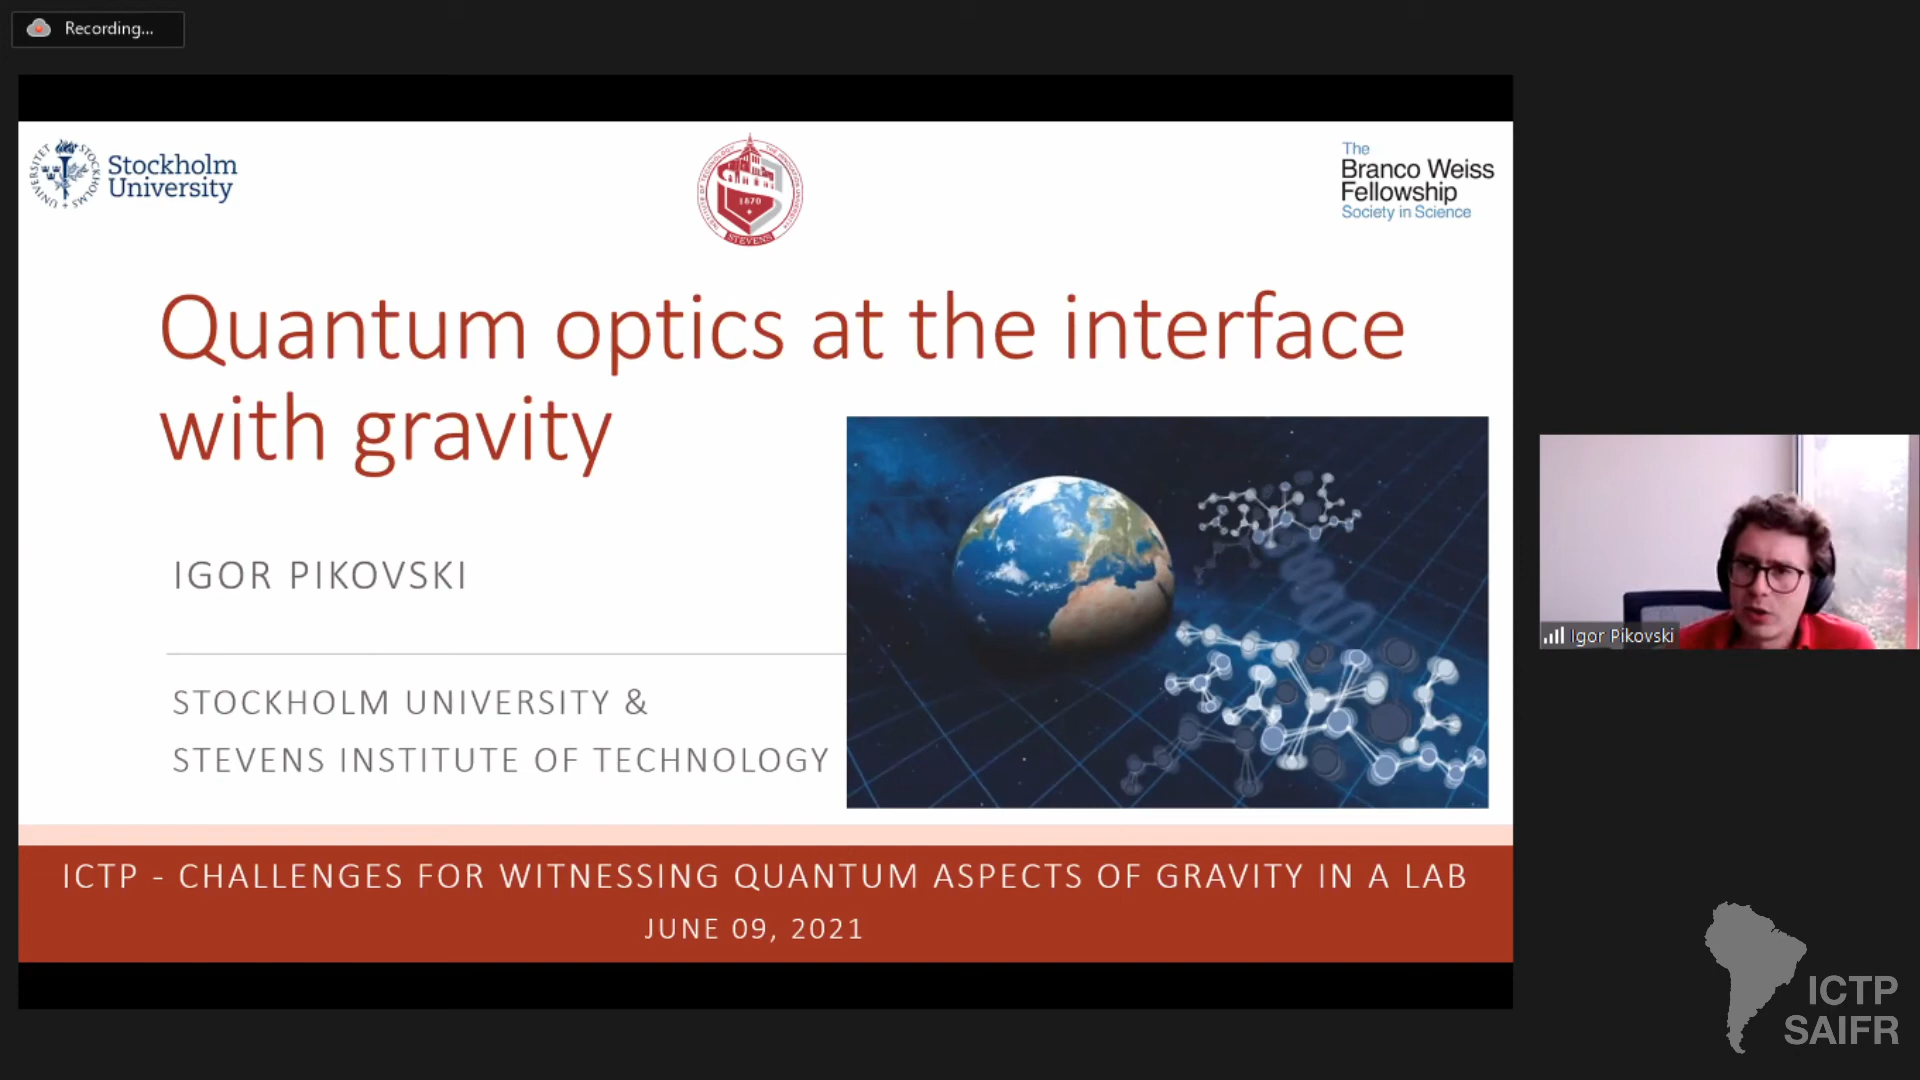 Recording...
Stockholm
University
1870
STEVENS
The
Branco Weiss
Fellowship
Society in Science
Quantum optics at the interface
with gravity
IGOR PIKOVSKI
STOCKHOLM UNIVERSITY &
STEVENS INSTITUTE OF TECHNOLOGY
ICTP - CHALLENGES FOR WITNESSING QUANTUM ASPECTS OF GRAVITY IN A LAB
JUNE 09, 2021
Igor Pikovski
ICTP
SAIFR